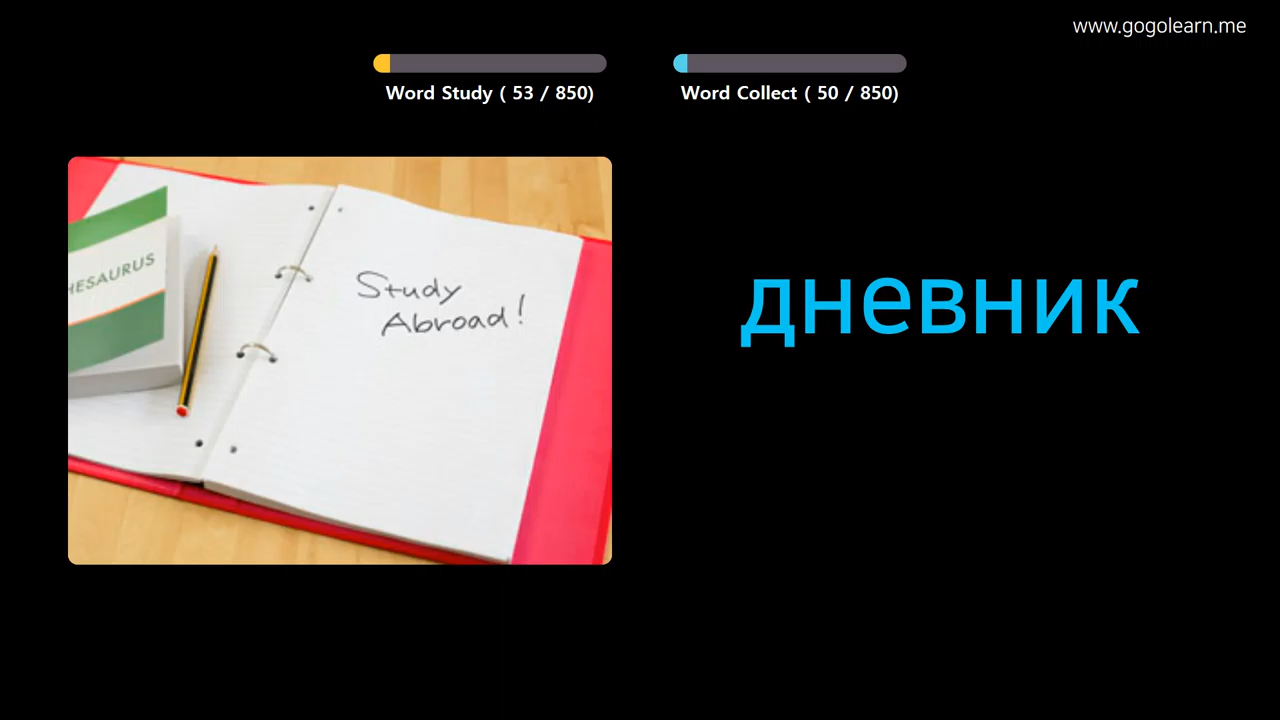 www.gogolearn.me
Word Study ( 53 / 850)
Word Collect ( 50 / 850)
HESAURUS
Study
Abroad!
дневник